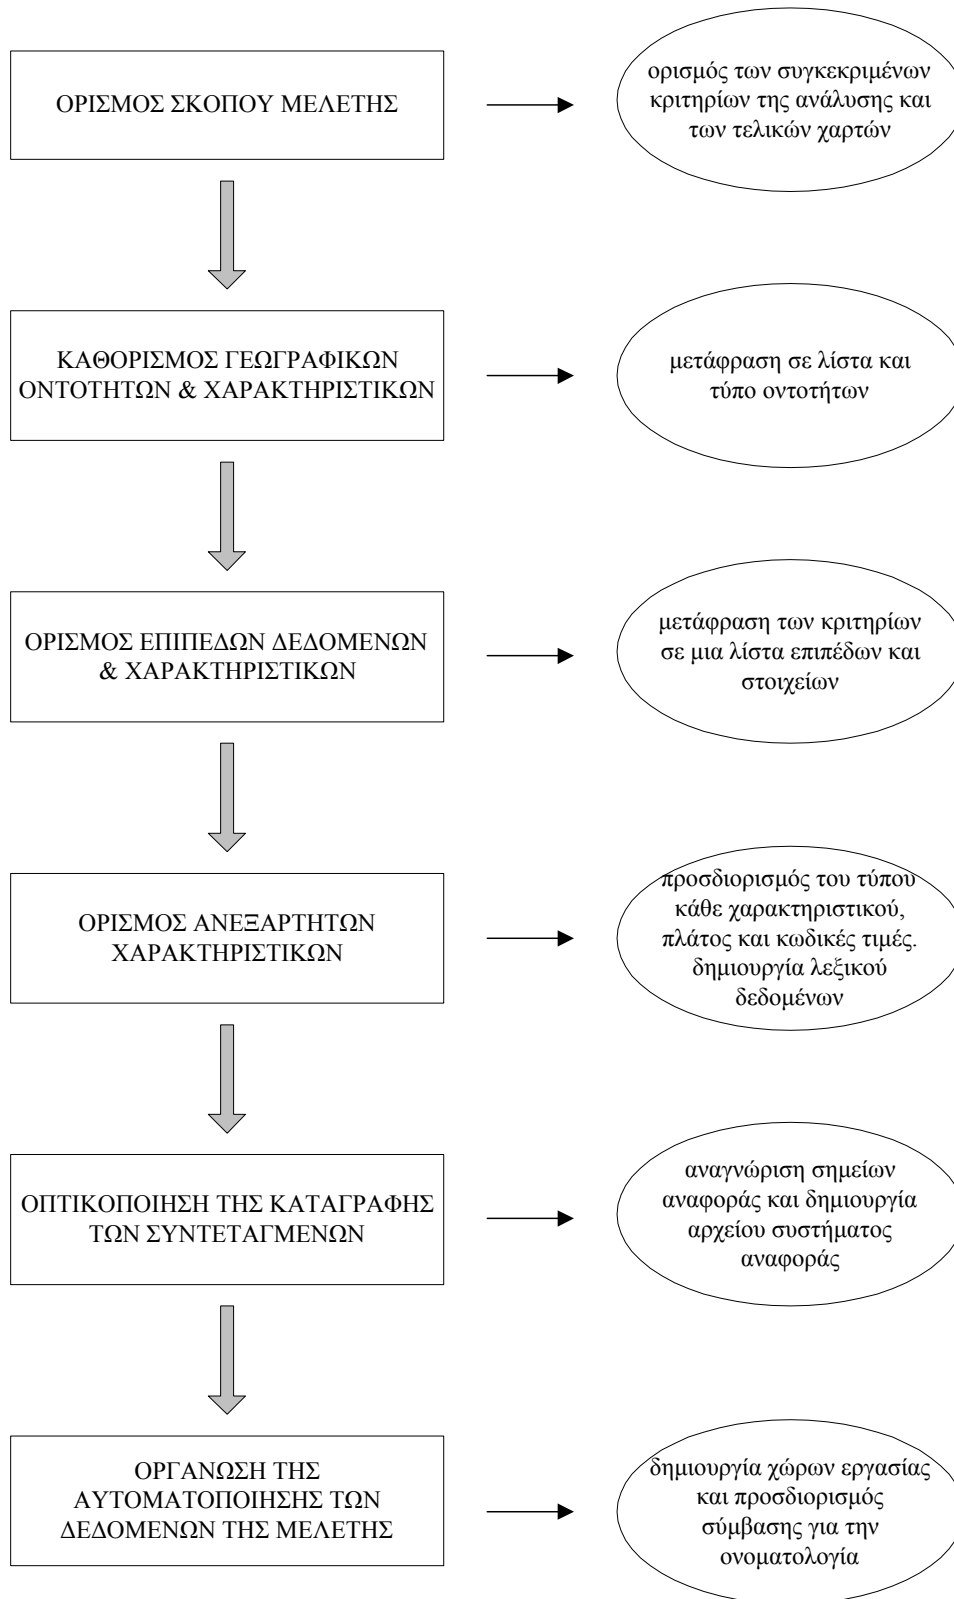 ΟΡΙΣΜΟΣ ΣΚΟΠΟΥ ΜΕΛΕΤΗΣ
ορισμός των συγκεκριμένων
κριτηρίων της ανάλυσης και
των τελικών χαρτών
ΚΑΘΟΡΙΣΜΟΣ ΓΕΩΓΡΑΦΙΚΩΝ
ΟΝΤΟΤΗΤΩΝ & ΧΑΡΑΚΤΗΡΙΣΤΙΚΩΝ
μετάφραση σε λίστα και
τύπο οντοτήτων
ΟΡΙΣΜΟΣ ΕΠΙΠΕΔΩΝ ΔΕΔΟΜΕΝΩΝ
& ΧΑΡΑΚΤΗΡΙΣΤΙΚΩΝ
μετάφραση των κριτηρίων
σε μια λίστα επιπέδων και
στοιχείων
ΟΡΙΣΜΟΣ ΑΝΕΞΑΡΤΗΤΩΝ
ΧΑΡΑΚΤΗΡΙΣΤΙΚΩΝ
προσδιορισμός του τύπου
κάθε χαρακτηριστικού,
πλάτος και κωδικές τιμές.
δημιουργία λεξικού
δεδομένων
ΟΠΤΙΚΟΠΟΙΗΣΗ ΤΗΣ ΚΑΤΑΓΡΑΦΗΣ
ΤΩΝ ΣΥΝΤΕΤΑΓΜΕΝΩΝ
αναγνώριση σημείων
αναφοράς και δημιουργία
αρχείου συστήματος
αναφοράς
ΟΡΓΑΝΩΣΗ ΤΗΣ
ΑΥΤΟΜΑΤΟΠΟΙΗΣΗΣ ΤΩΝ
ΔΕΔΟΜΕΝΩΝ ΤΗΣ ΜΕΛΕΤΗΣ
δημιουργία χώρων εργασίας
και προσδιορισμός
σύμβασης για την
ονοματολογία